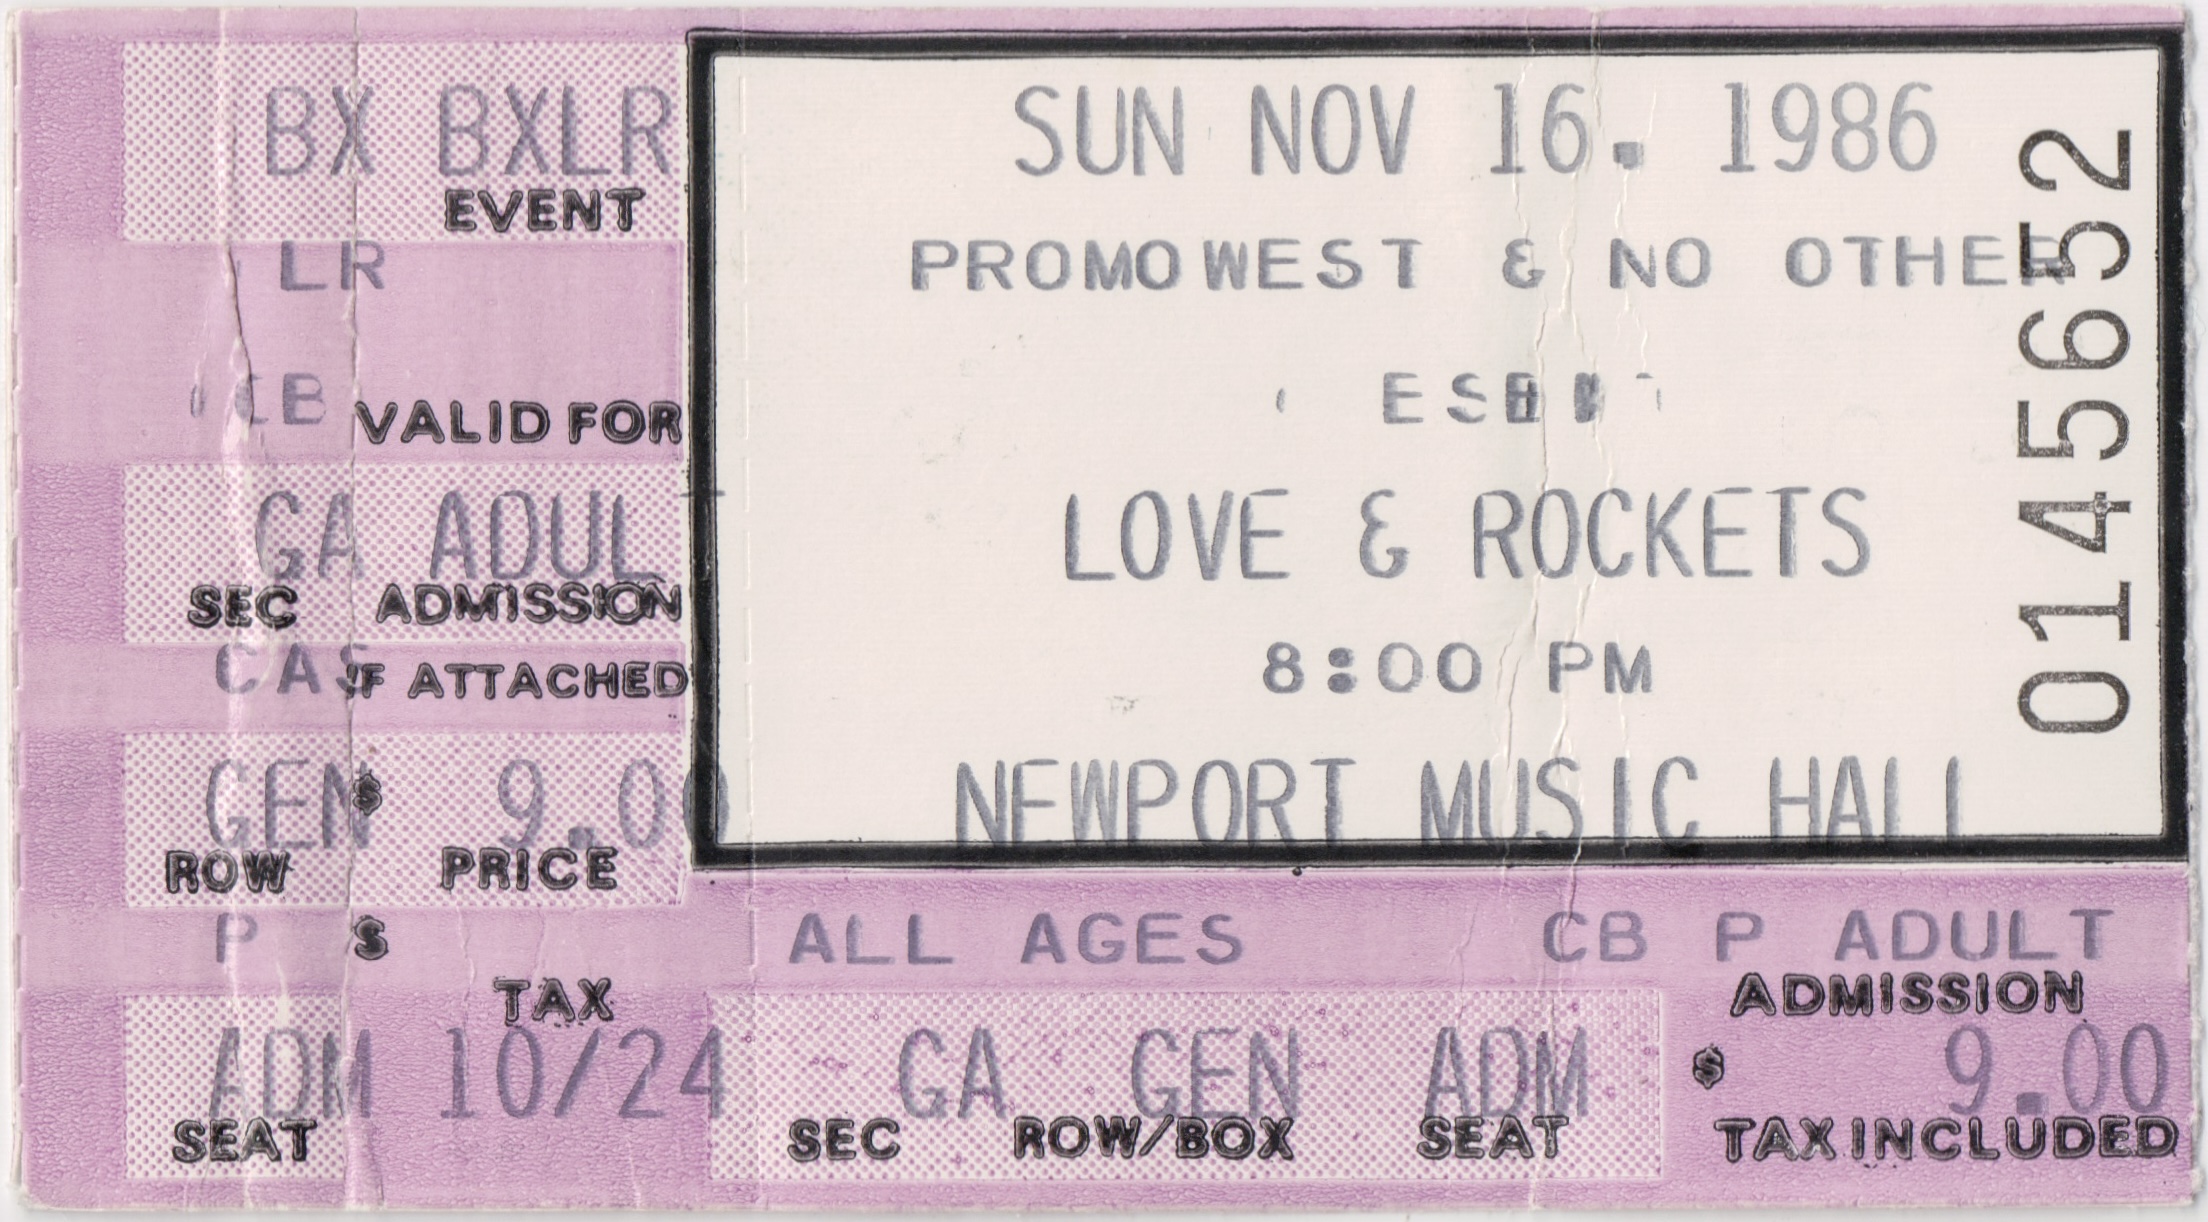 BX BXLR
EVENT
LR
CB
VALID FOR
GA ADULT
SEC ADMISSION
CAS
IF ATTACHED
GEN $ 9.00
ROW PRICE
P $
TAX
ADM 10/24
SEAT
SUN NOV 16. 1986
PROMOWEST & NO OTHER
LOVE & ROCKETS
8:00 PM
NEWPORT MUSIC HALL
014 5652
ALL AGES CB P ADULT
ADMISSION
GA GEN ADM $ 9.00
SEC ROW/BOX SEAT TAX INCLUDED